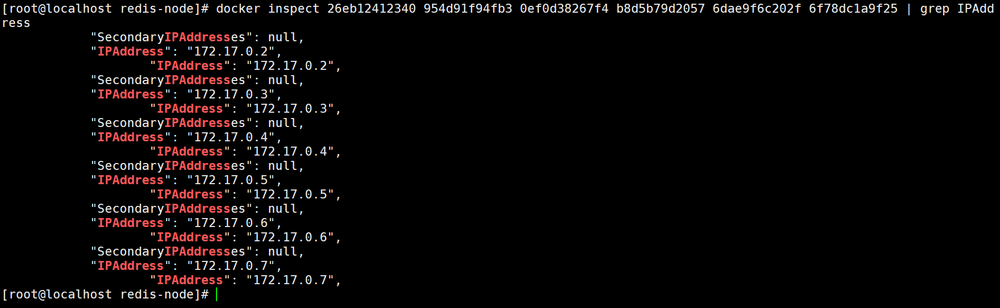 [root@localhost redis-node]# docker inspect 26eb12412340 954d91f94fb3 0ef0d38267f4 b8d5b79d2057 6dae9f6c202f 6f78dc1a9f25 | grep IPAdd
ress
            "SecondaryIPAddresses": null,
            "IPAddress": "172.17.0.2",
                    "IPAddress": "172.17.0.2",
            "SecondaryIPAddresses": null,
            "IPAddress": "172.17.0.3",
                    "IPAddress": "172.17.0.3",
            "SecondaryIPAddresses": null,
            "IPAddress": "172.17.0.4",
                    "IPAddress": "172.17.0.4",
            "SecondaryIPAddresses": null,
            "IPAddress": "172.17.0.5",
                    "IPAddress": "172.17.0.5",
            "SecondaryIPAddresses": null,
            "IPAddress": "172.17.0.6",
                    "IPAddress": "172.17.0.6",
            "SecondaryIPAddresses": null,
            "IPAddress": "172.17.0.7",
                    "IPAddress": "172.17.0.7",
[root@localhost redis-node]#